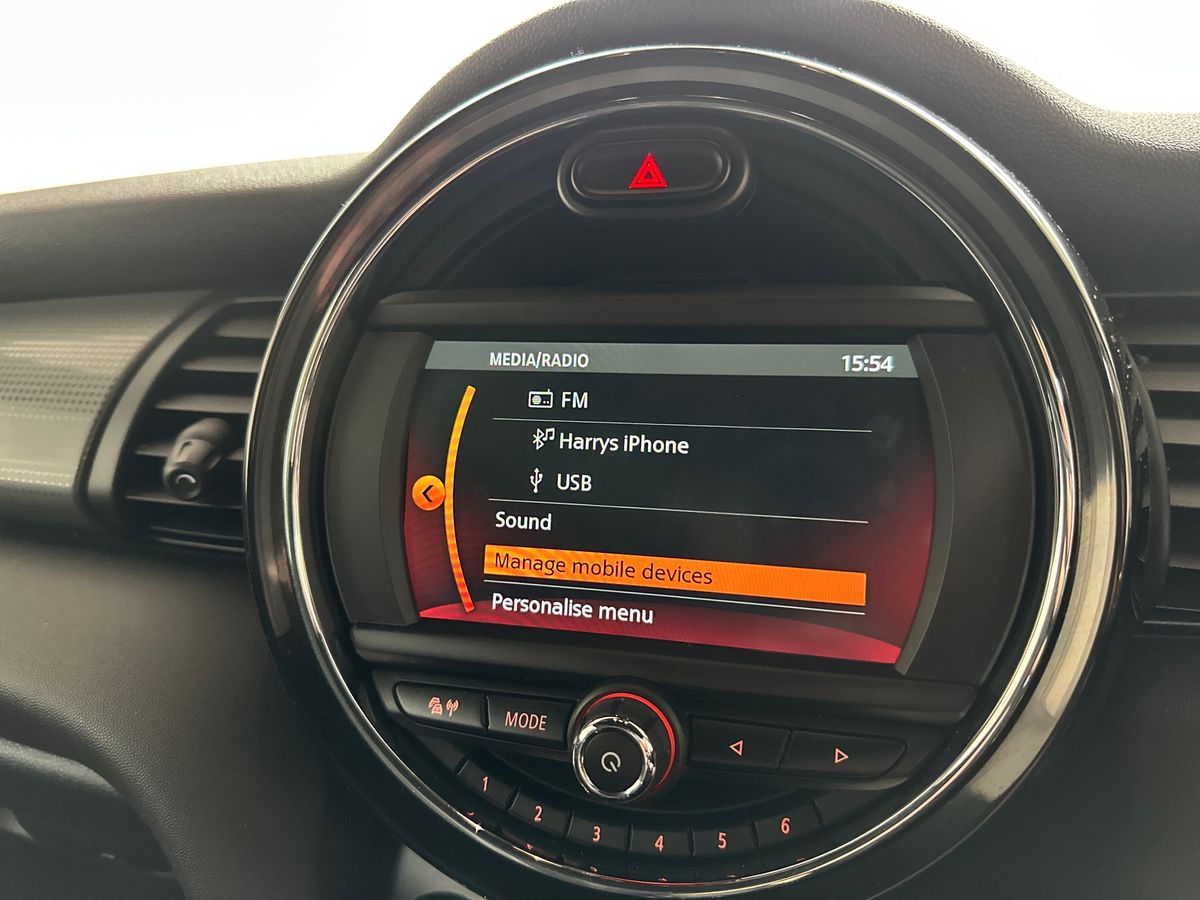 MEDIA/RADIO 15:54
FM
Harrys iPhone
USB
Sound
Manage mobile devices
Personalise menu
MODE
1 2 3 4 5 6